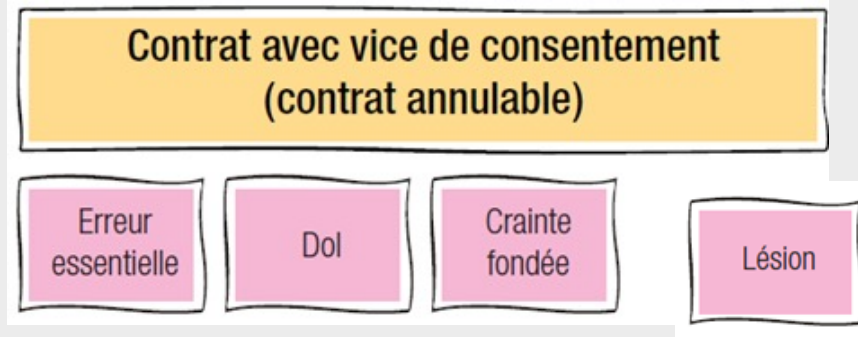 Contrat avec vice de consentement
(contrat annulable)
Erreur
essentielle
Dol
Crainte
fondée
Lésion